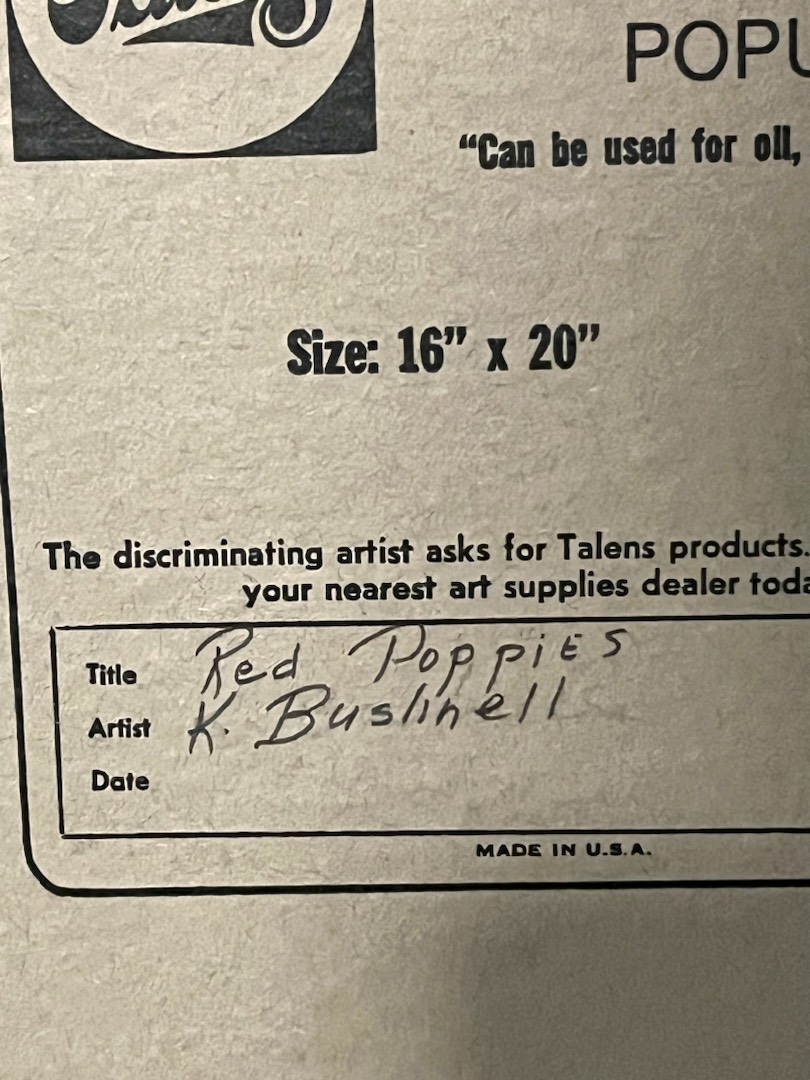 POPU
“Can be used for oil,
Size: 16” x 20”
The discriminating artist asks for Talens products.
your nearest art supplies dealer toda
Title Red Poppies
Artist K. Bushnell
Date
MADE IN U.S.A.